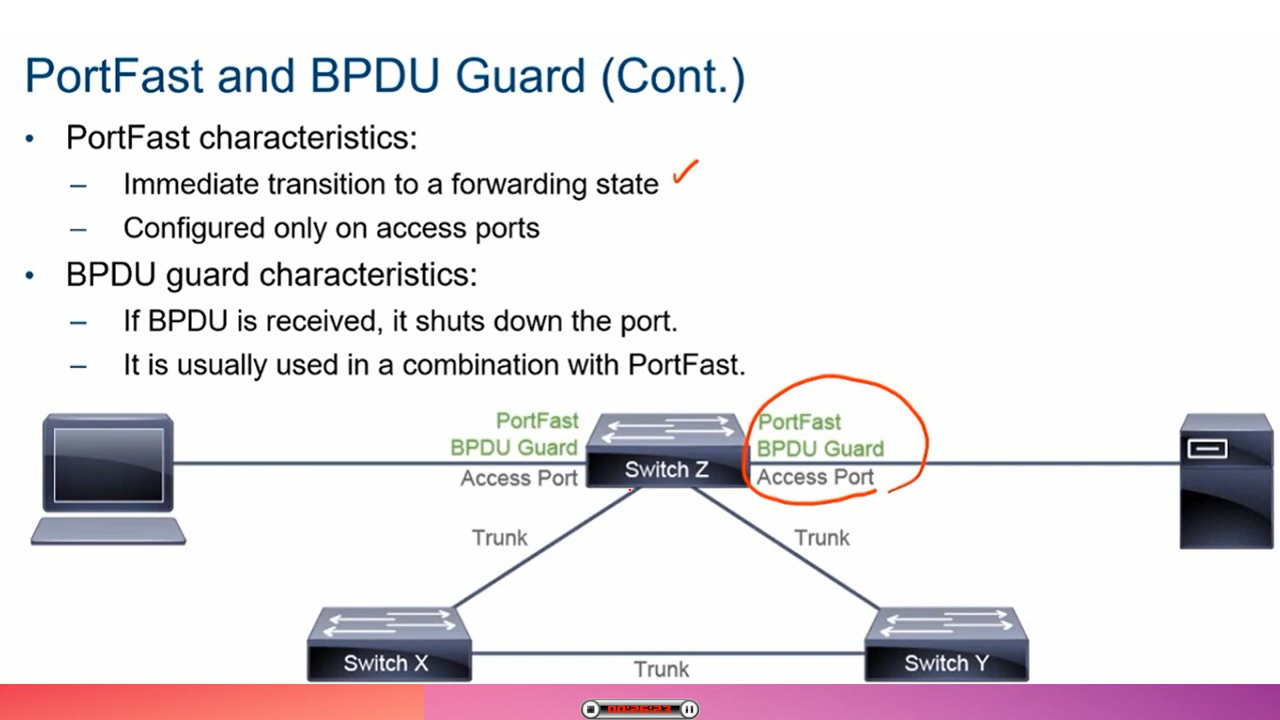 PortFast and BPDU Guard (Cont.)
• PortFast characteristics:
– Immediate transition to a forwarding state
– Configured only on access ports
• BPDU guard characteristics:
– If BPDU is received, it shuts down the port.
– It is usually used in a combination with PortFast.
PortFast
BPDU Guard
Access Port
Switch Z
PortFast
BPDU Guard
Access Port
Trunk
Trunk
Switch X
Trunk
Switch Y